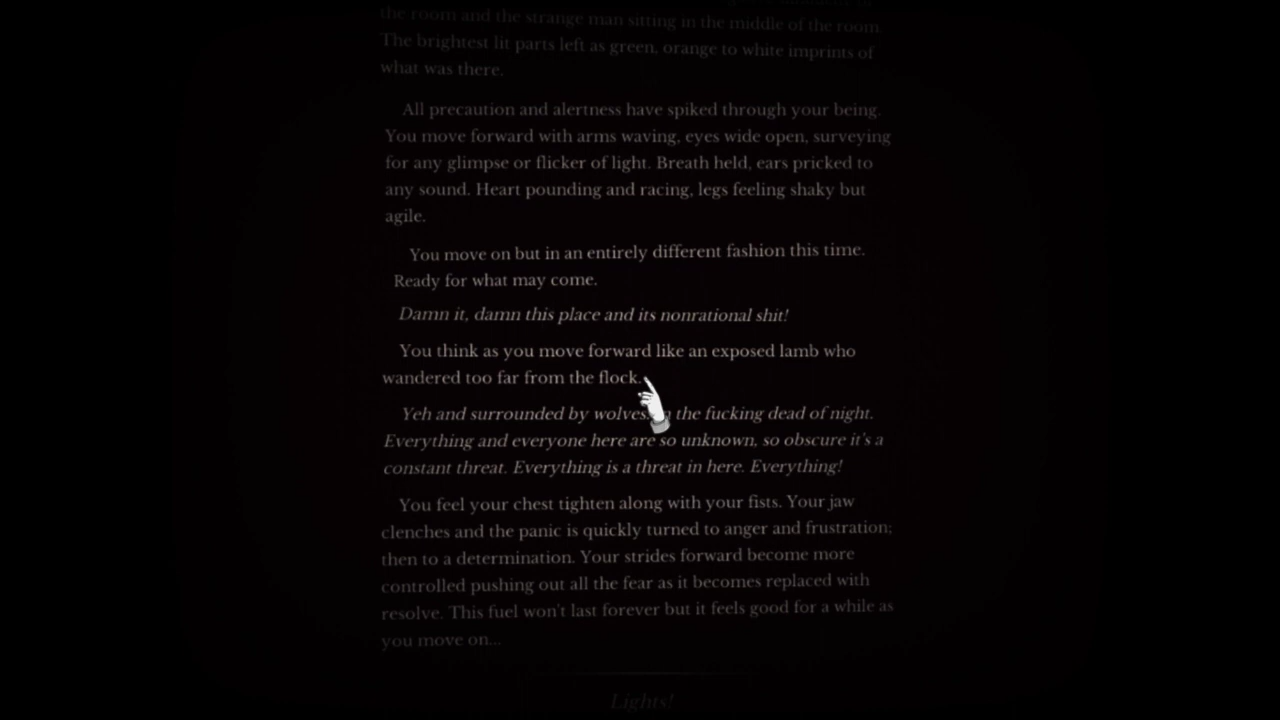 the room and the strange man sitting in the middle of the room.
The brightest lit parts left as green, orange to white imprints of
what was there.
All precaution and alertness have spiked through your being.
You move forward with arms waving, eyes wide open, surveying
for any glimpse or flicker of light. Breath held, ears pricked to
any sound. Heart pounding and racing, legs feeling shaky but
agile.
You move on but in an entirely different fashion this time.
Ready for what may come.
Damn it, damn this place and its nonrational shit!
You think as you move forward like an exposed lamb who
wandered too far from the flock.
Yeh and surrounded by wolves the fucking dead of night.
Everything and everyone here are so unknown, so obscure it's a
constant threat. Everything is a threat in here. Everything!
You feel your chest tighten along with your fists. Your jaw
clenches and the panic is quickly turned to anger and frustration;
then to a determination. Your strides forward become more
controlled pushing out all the fear as it becomes replaced with
resolve. This fuel won't last forever but it feels good for a while as
you move on...
Lights!